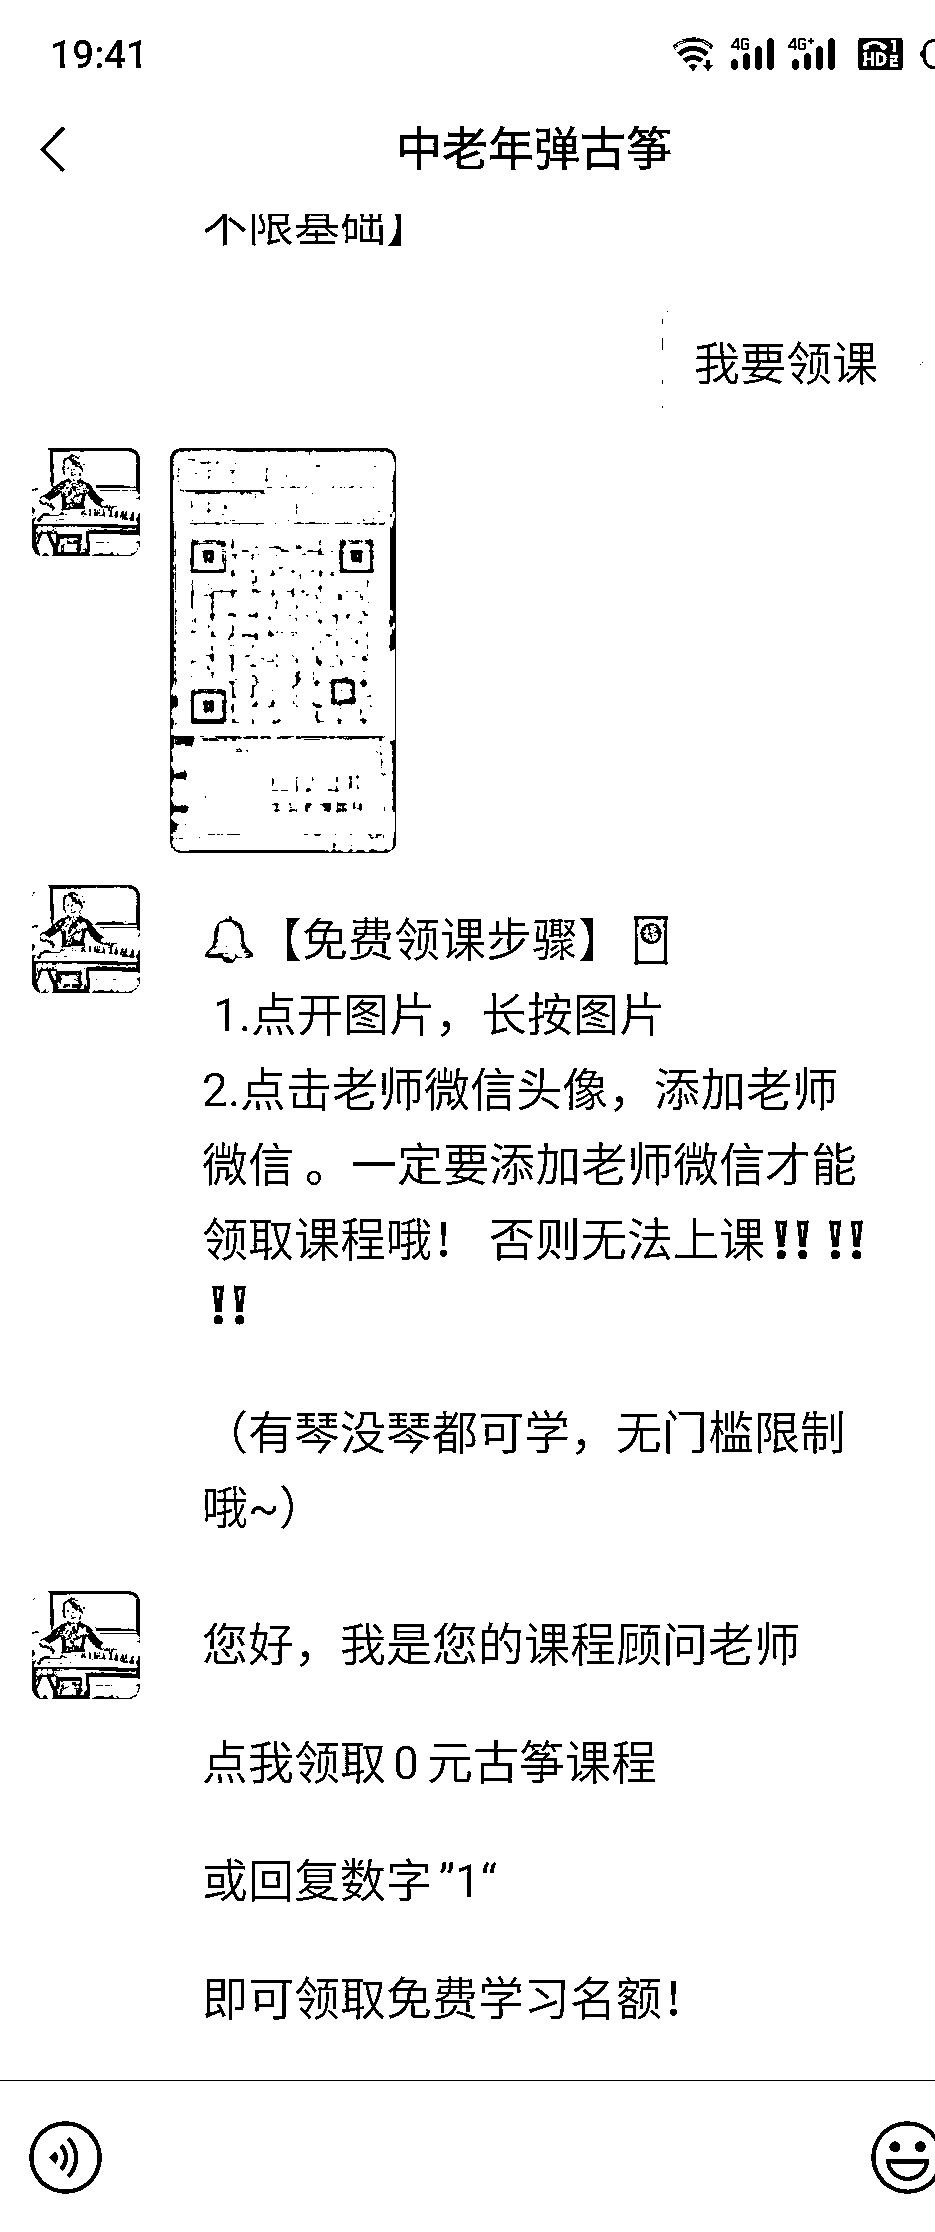 19:41
4G 4G+ HD 1 2
中老年弹古筝
不限基础】
我要领课
【免费领课步骤】
1.点开图片，长按图片
2.点击老师微信头像，添加老师
微信 。一定要添加老师微信才能
领取课程哦！ 否则无法上课‼️ ‼️
‼️
（有琴没琴都可学，无门槛限制
哦~）
您好，我是您的课程顾问老师
点我领取 0 元古筝课程
或回复数字 ”1“
即可领取免费学习名额！